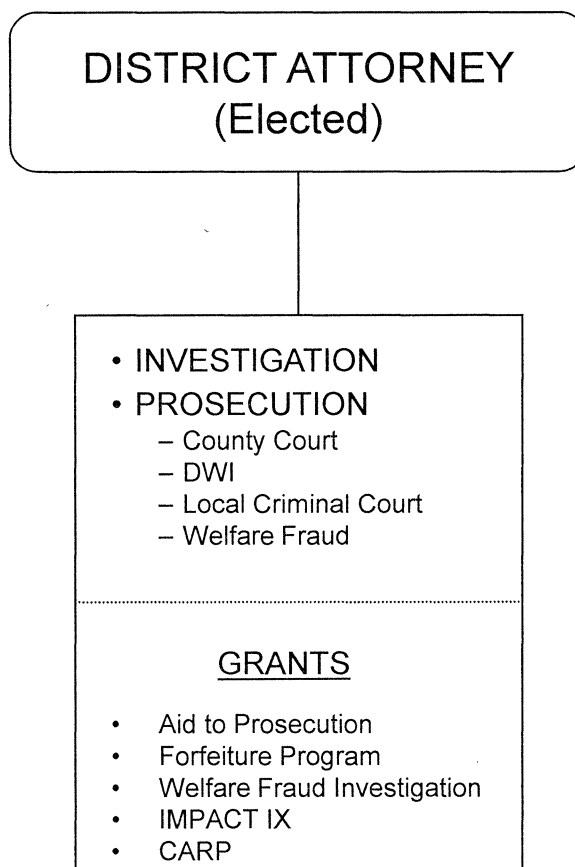 DISTRICT ATTORNEY
(Elected)
• INVESTIGATION
• PROSECUTION
– County Court
– DWI
– Local Criminal Court
– Welfare Fraud
GRANTS
• Aid to Prosecution
• Forfeiture Program
• Welfare Fraud Investigation
• IMPACT IX
• CARP